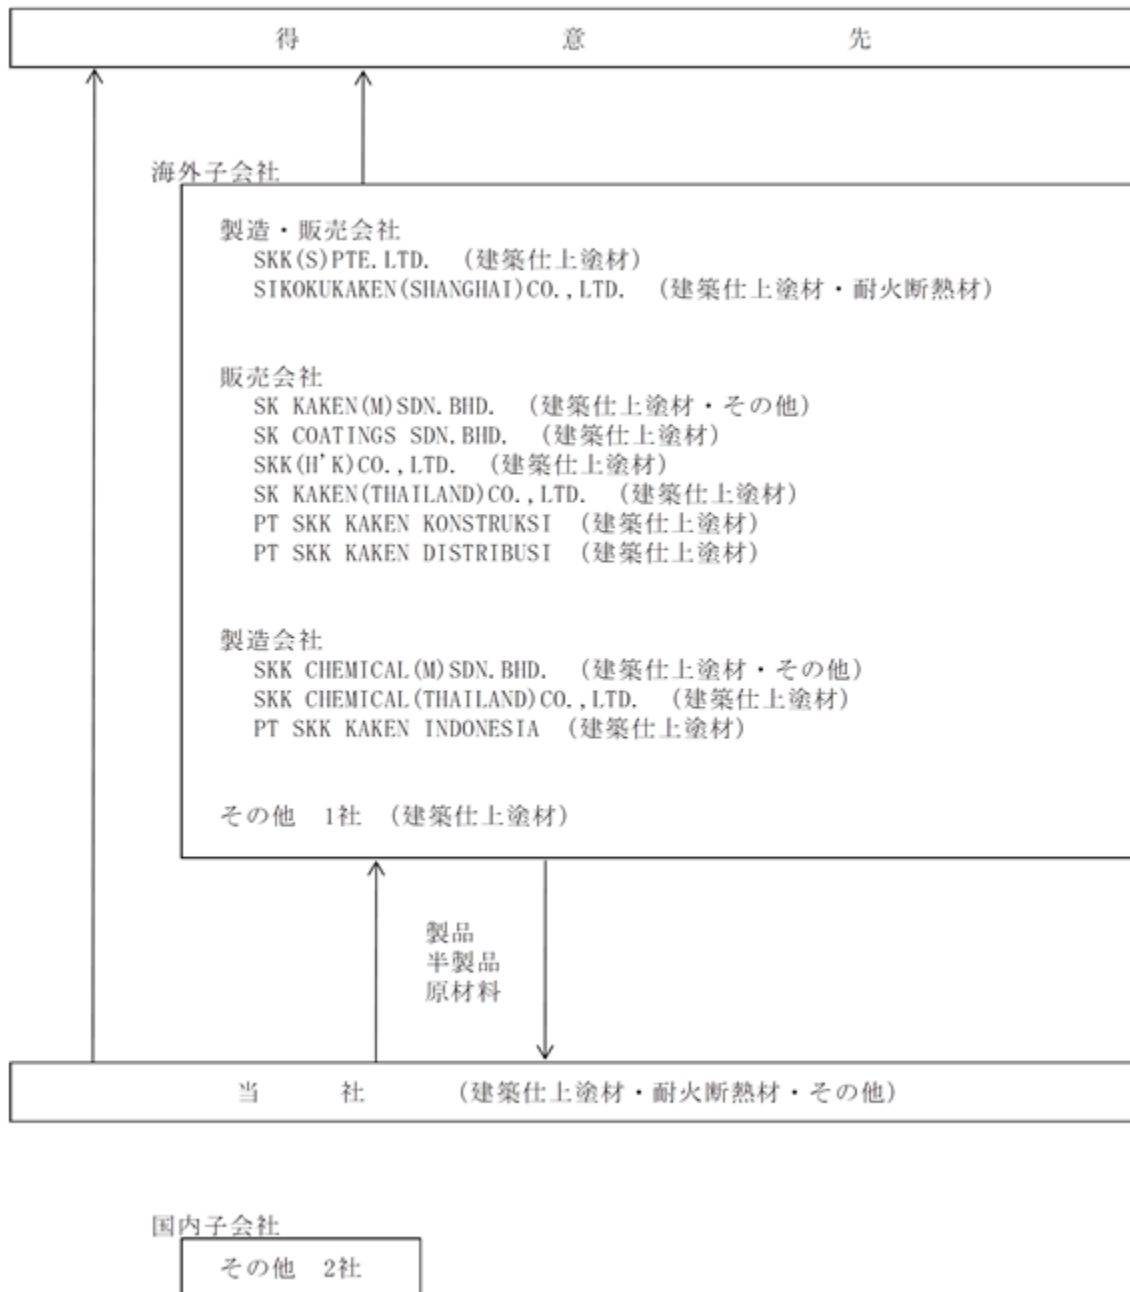 得意先
海外子会社
製造・販売会社
SKK(S)PTE.LTD. (建築仕上塗材)
SIKOKUKAKEN(SHANGHAI)CO.,LTD. (建築仕上塗材・耐火断熱材)
販売会社
SK KAKEN(M)SDN.BHD. (建築仕上塗材・その他)
SK COATINGS SDN.BHD. (建築仕上塗材)
SKK(H'K)CO.,LTD. (建築仕上塗材)
SK KAKEN(THAILAND)CO.,LTD. (建築仕上塗材)
PT SKK KAKEN KONSTRUKSI (建築仕上塗材)
PT SKK KAKEN DISTRIBUSI (建築仕上塗材)
製造会社
SKK CHEMICAL(M)SDN.BHD. (建築仕上塗材・その他)
SKK CHEMICAL(THAILAND)CO.,LTD. (建築仕上塗材)
PT SKK KAKEN INDONESIA (建築仕上塗材)
その他 1社 (建築仕上塗材)
製品
半製品
原材料
当社 (建築仕上塗材・耐火断熱材・その他)
国内子会社
その他 2社